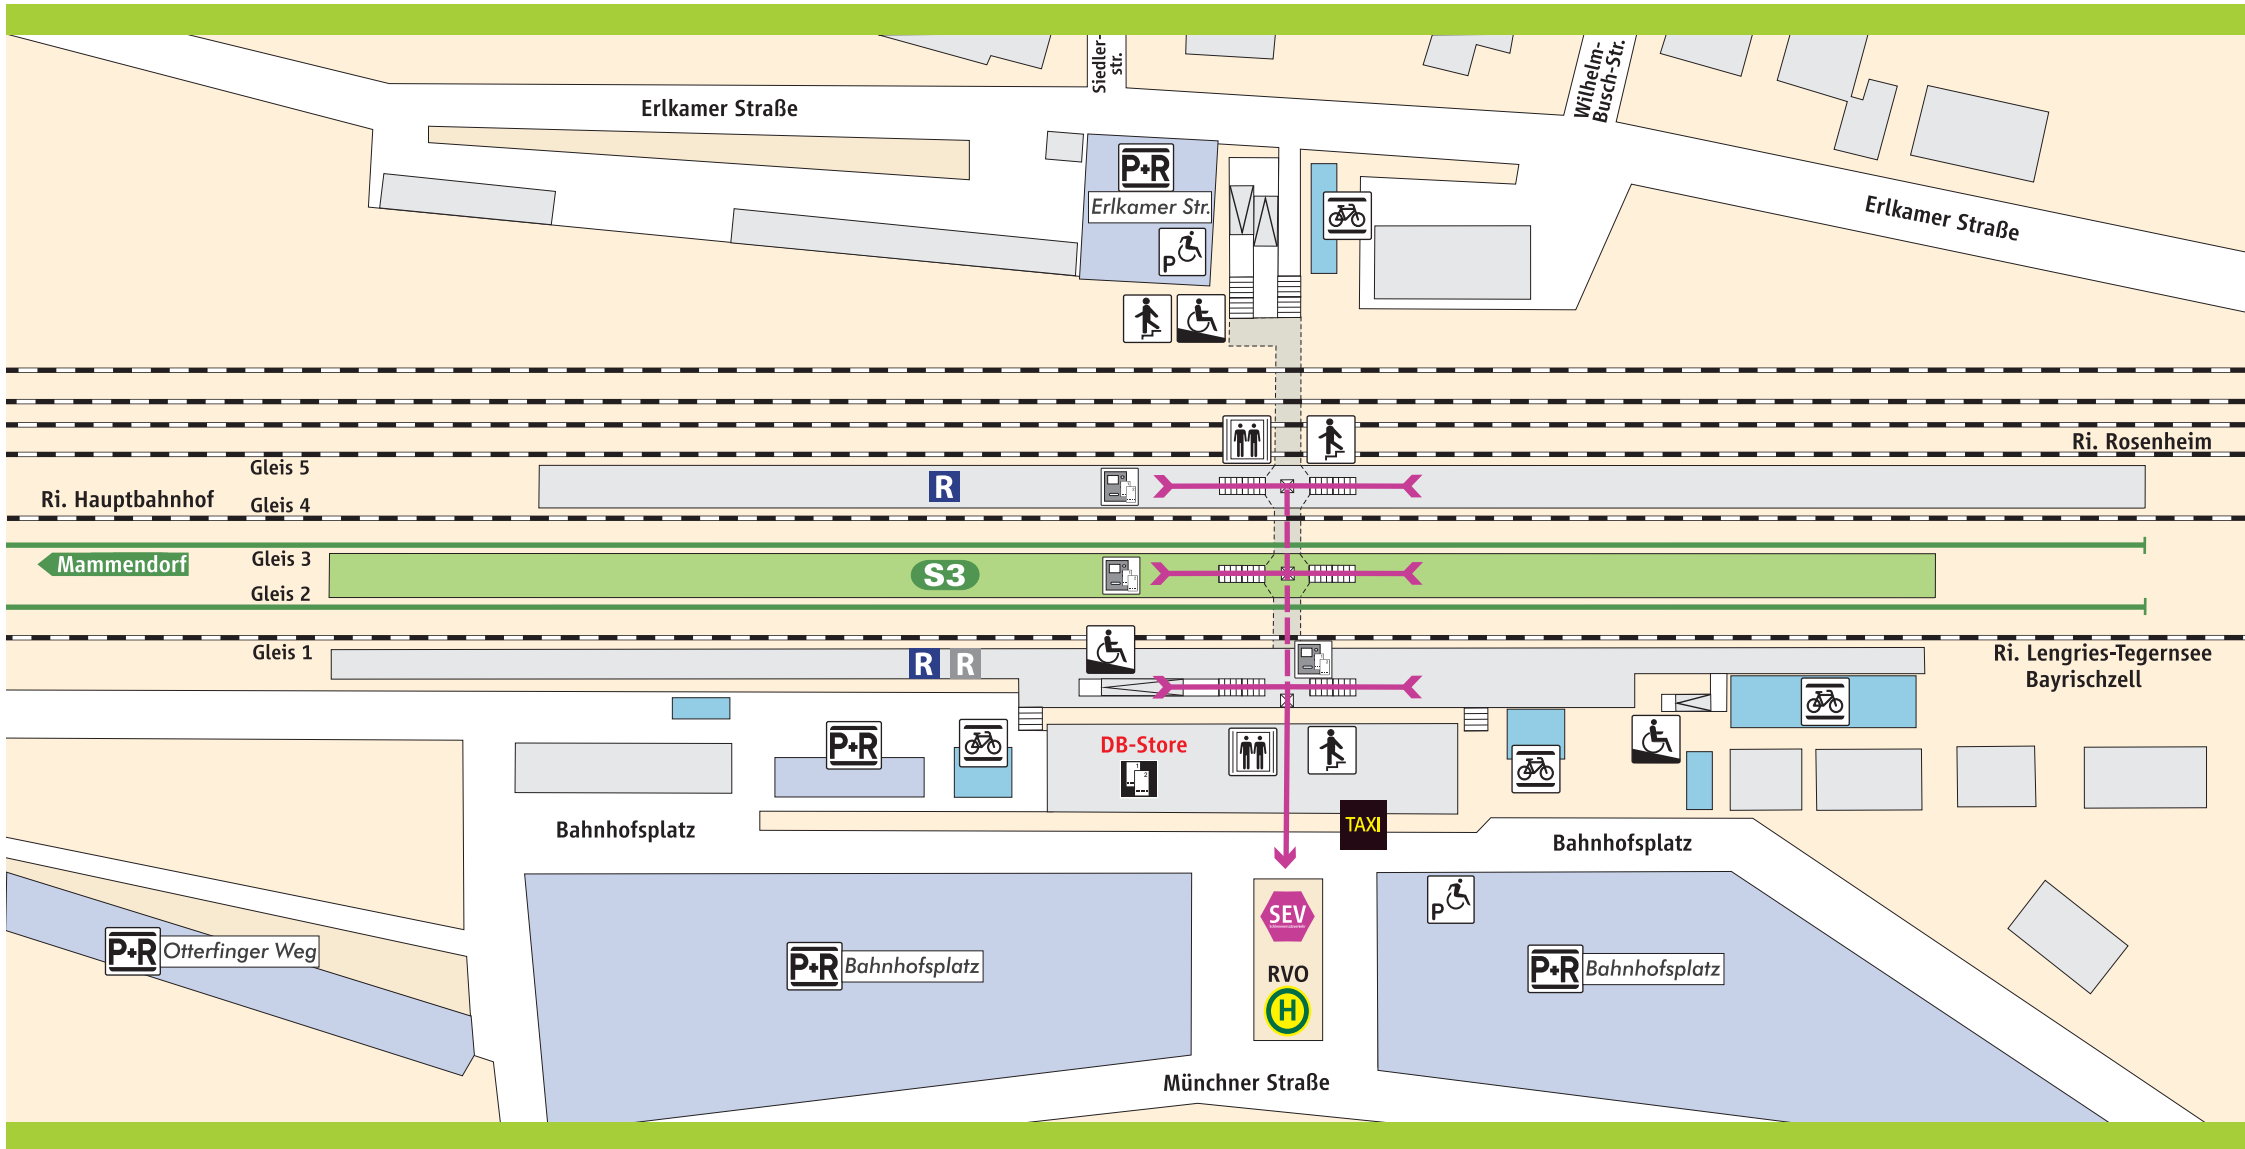 Siedler-
str.
Wilhelm-
Busch-Str.
Erlkamer Straße
P+R
Erlkamer Str.
P
Erlkamer Straße
Ri. Rosenheim
Gleis 5
R
Ri. Hauptbahnhof
Gleis 4
Mammendorf
Gleis 3
S3
Gleis 2
Gleis 1
R R
Ri. Lengries-Tegernsee
Bayrischzell
P+R
DB-Store
1
2
TAXI
Bahnhofsplatz
Bahnhofsplatz
P
SEV
P+R
Otterfinger Weg
P+R
Bahnhofsplatz
RVO
H
P+R
Bahnhofsplatz
Münchner Straße